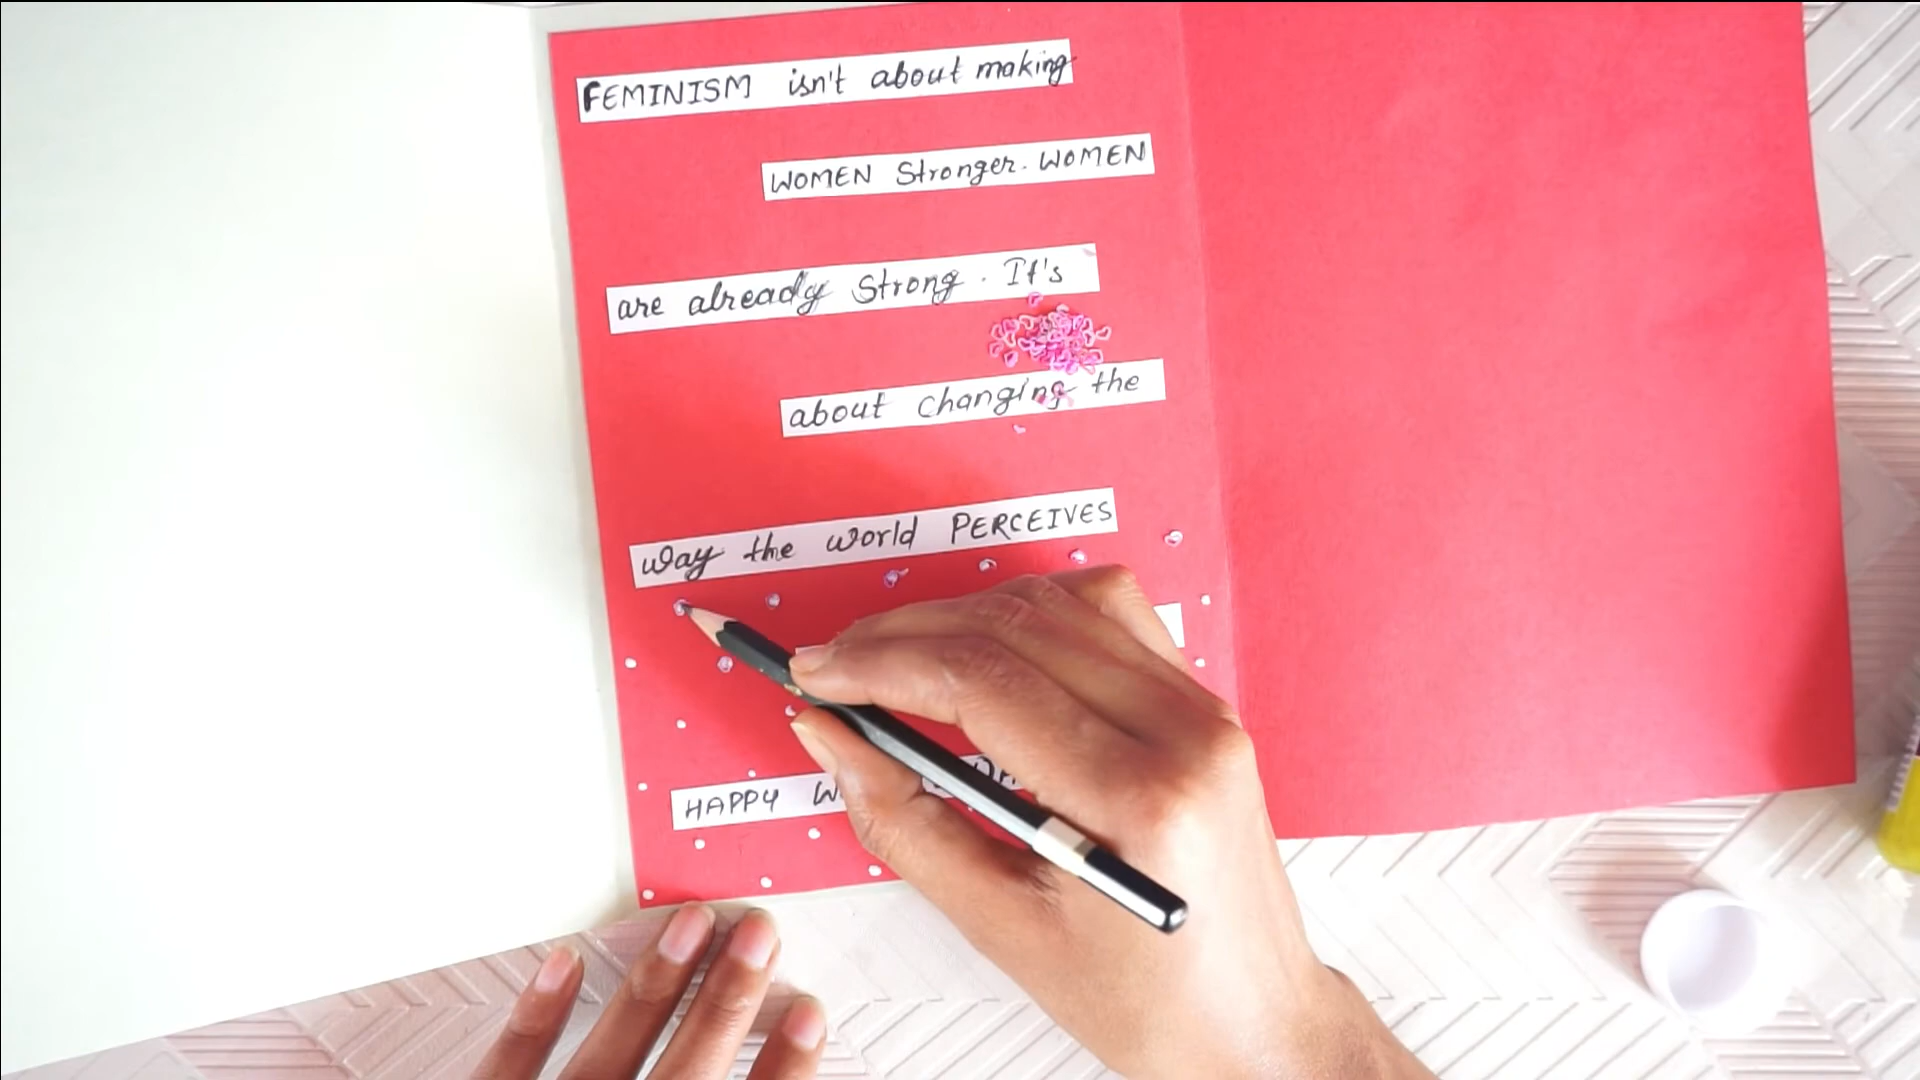 FEMINISM isn't about making
WOMEN Stronger. WOMEN
are already Strong. It's
about changing the
way the world PERCEIVES
HAPPY